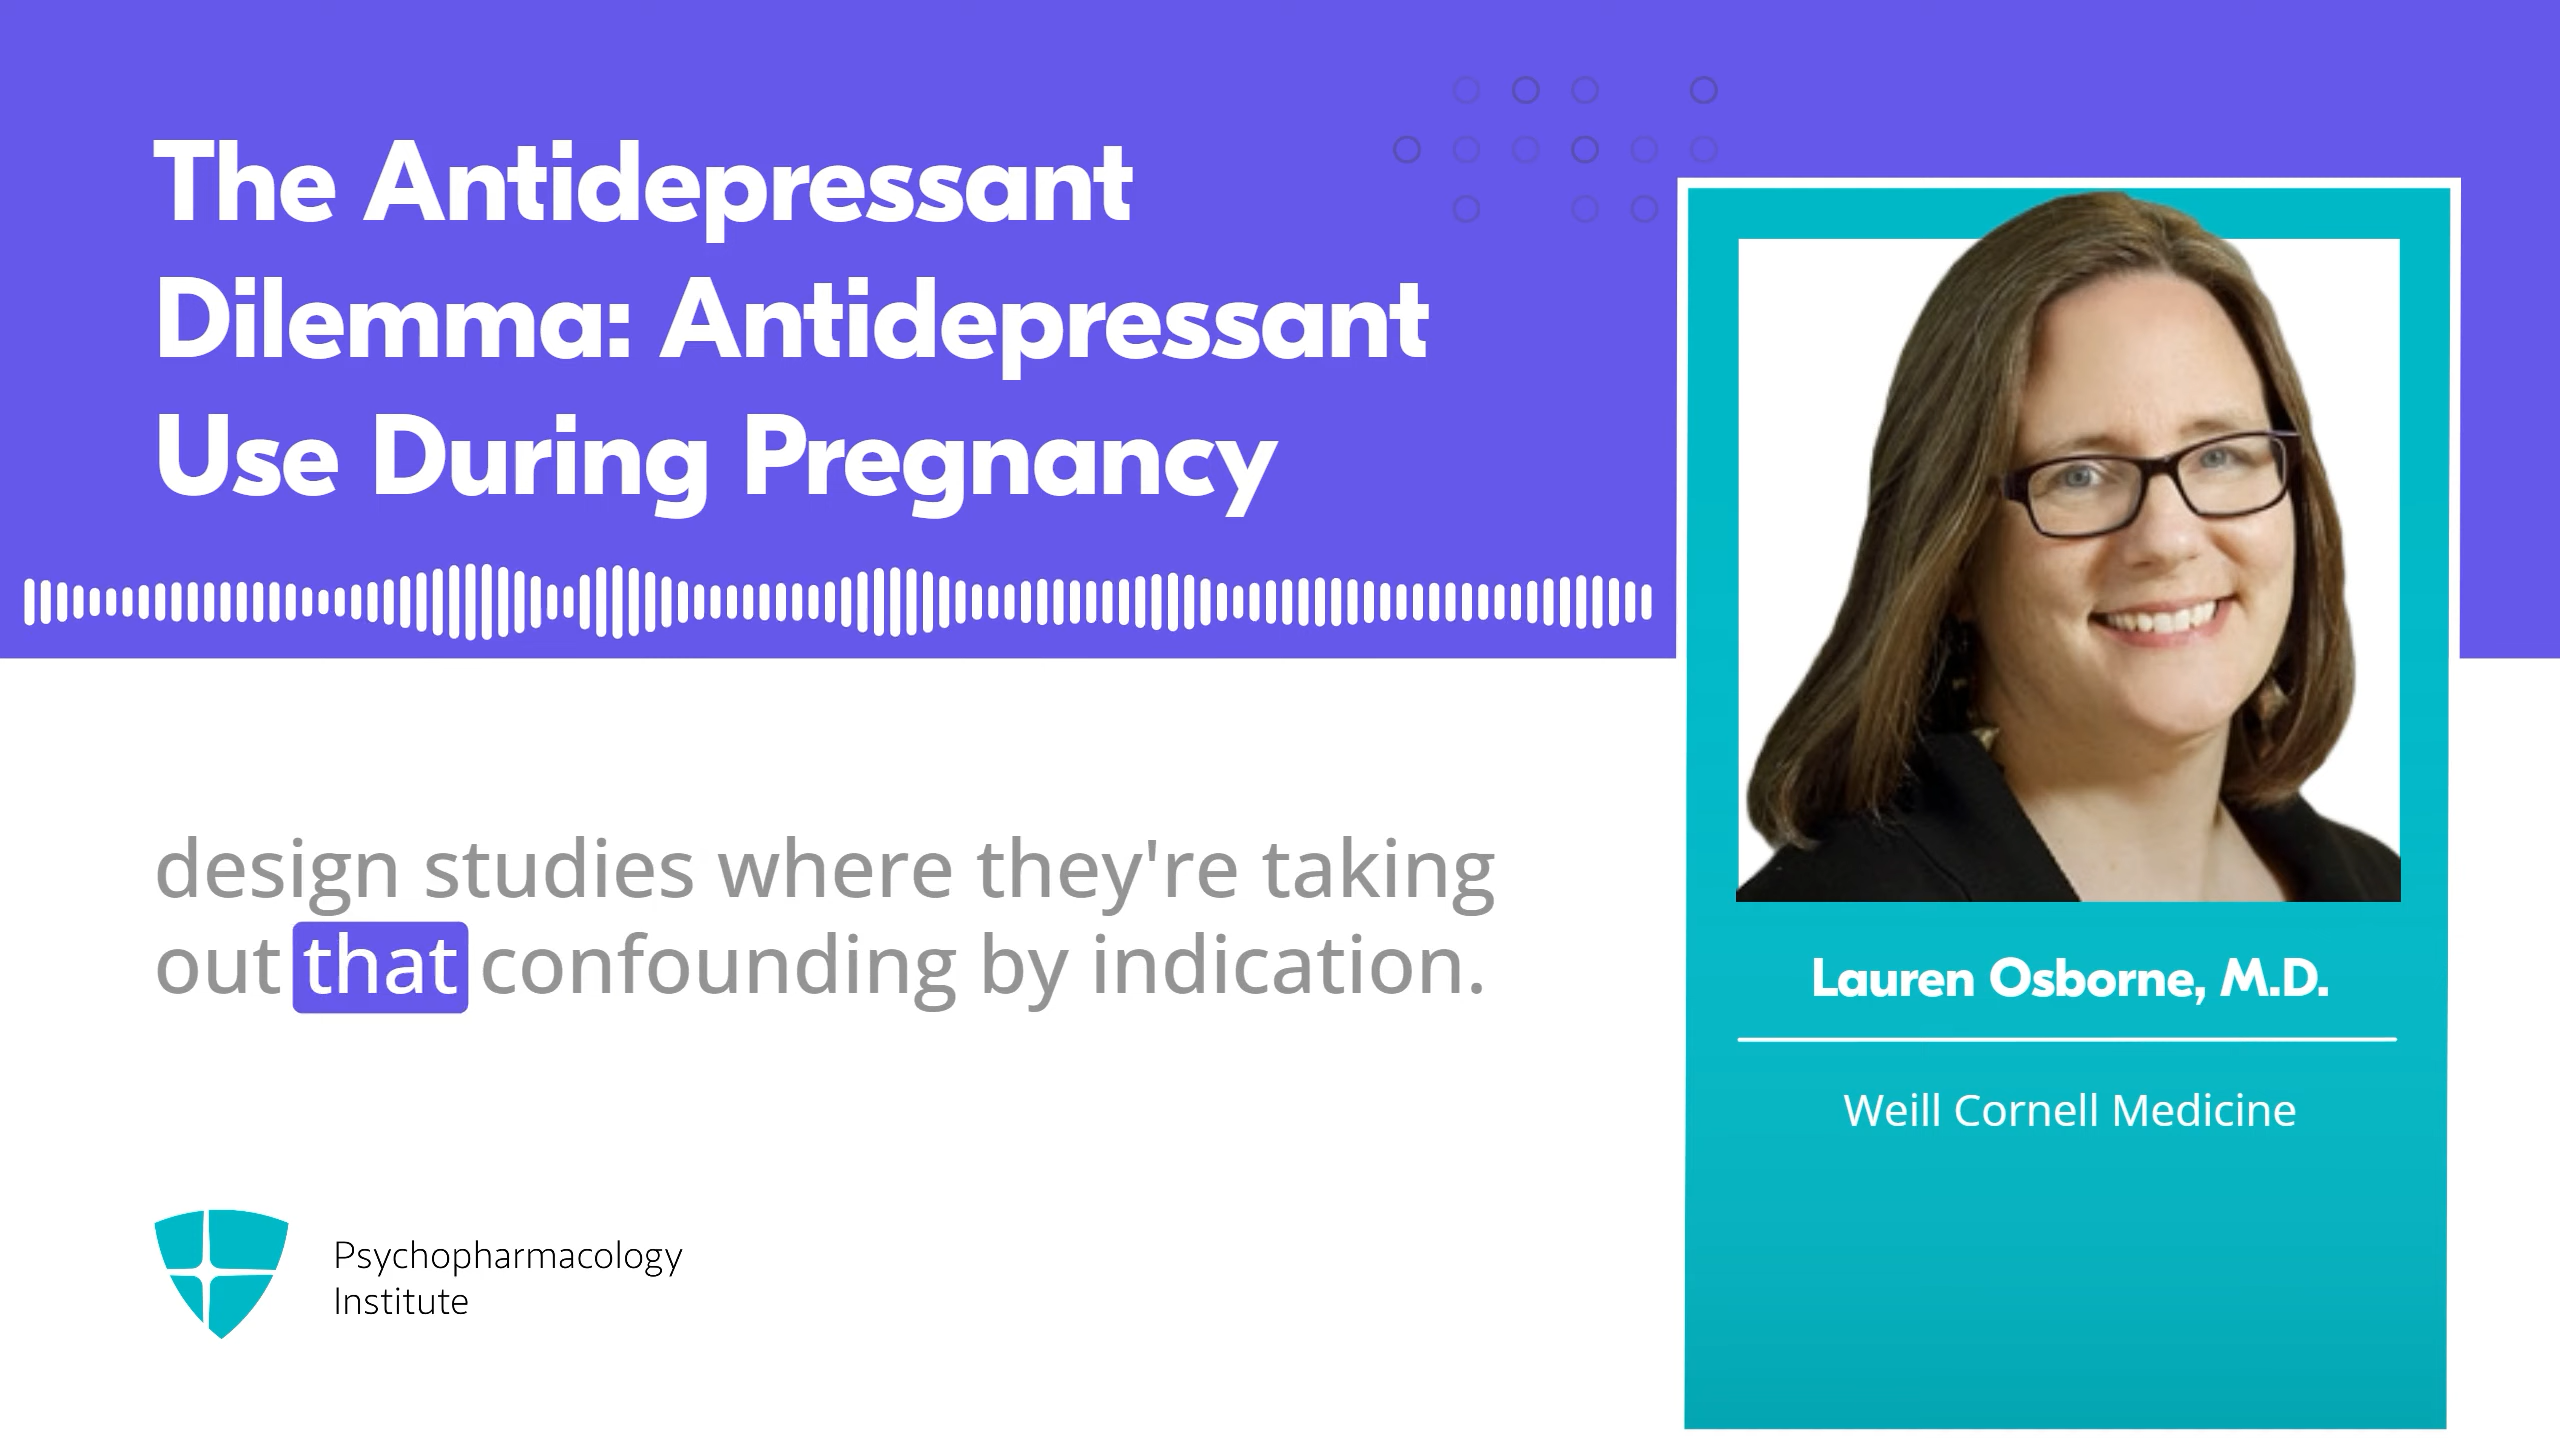 The Antidepressant
Dilemma: Antidepressant
Use During Pregnancy
design studies where they're taking
out that confounding by indication.
Lauren Osborne, M.D.
Weill Cornell Medicine
Psychopharmacology
Institute